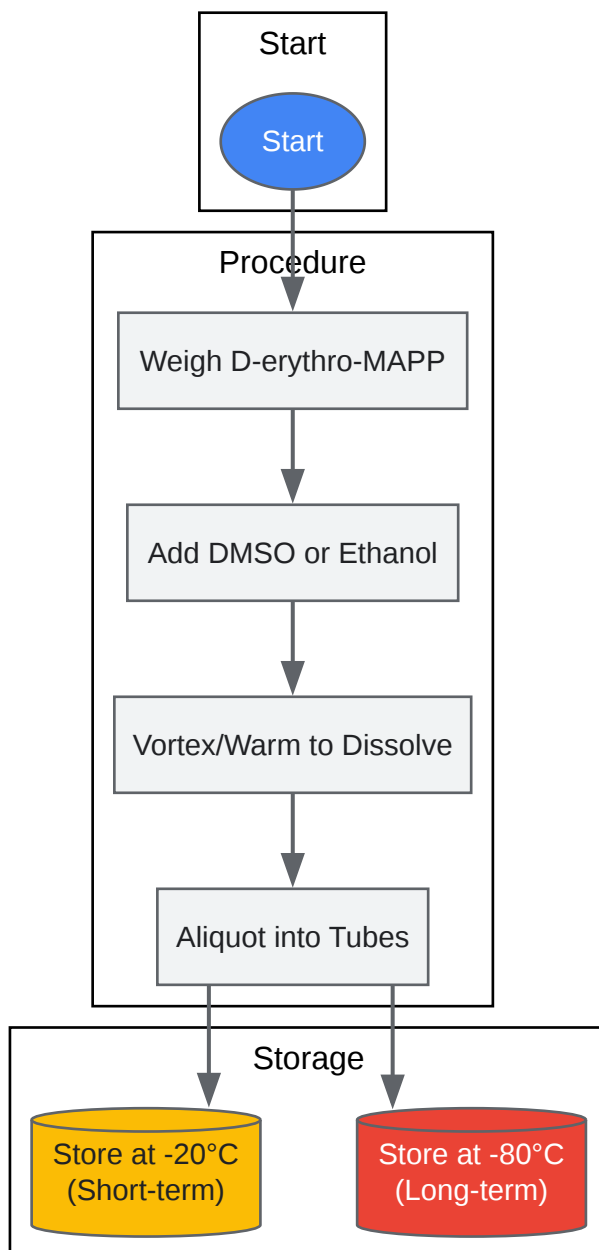 Start
Start
Procedure
Weigh D-erythro-MAPP
Add DMSO or Ethanol
Vortex/Warm to Dissolve
Aliquot into Tubes
Storage
Store at -20°C
(Short-term)
Store at -80°C
(Long-term)